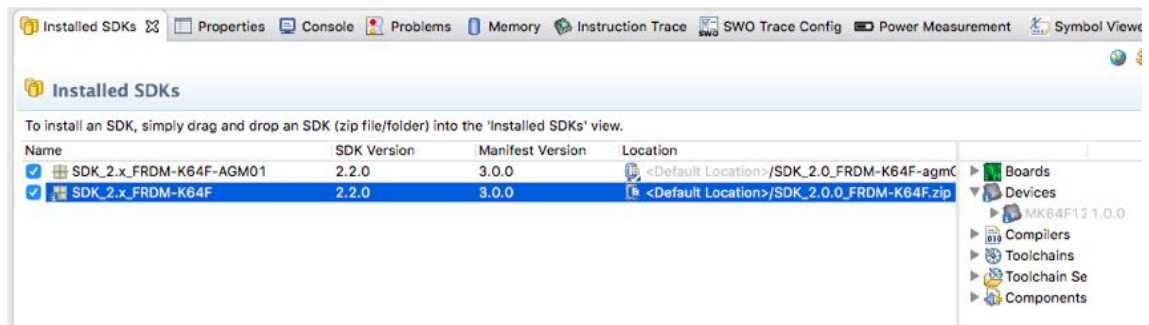 Installed SDKs Properties Console Problems Memory Instruction Trace SWO Trace Config Power Measurement Symbol Viewe
Installed SDKs
To install an SDK, simply drag and drop an SDK (zip file/folder) into the 'Installed SDKs' view.
Name SDK Version Manifest Version Location
SDK_2.x_FRDM-K64F-AGM01 2.2.0 3.0.0 <Default Location>/SDK_2.0_FRDM-K64F-agm0
SDK_2.x_FRDM-K64F 2.2.0 3.0.0 <Default Location>/SDK_2.0.0_FRDM-K64F.zip
Boards
Devices
MK64F12 1.0.0
Compilers
Toolchains
Toolchain Se
Components